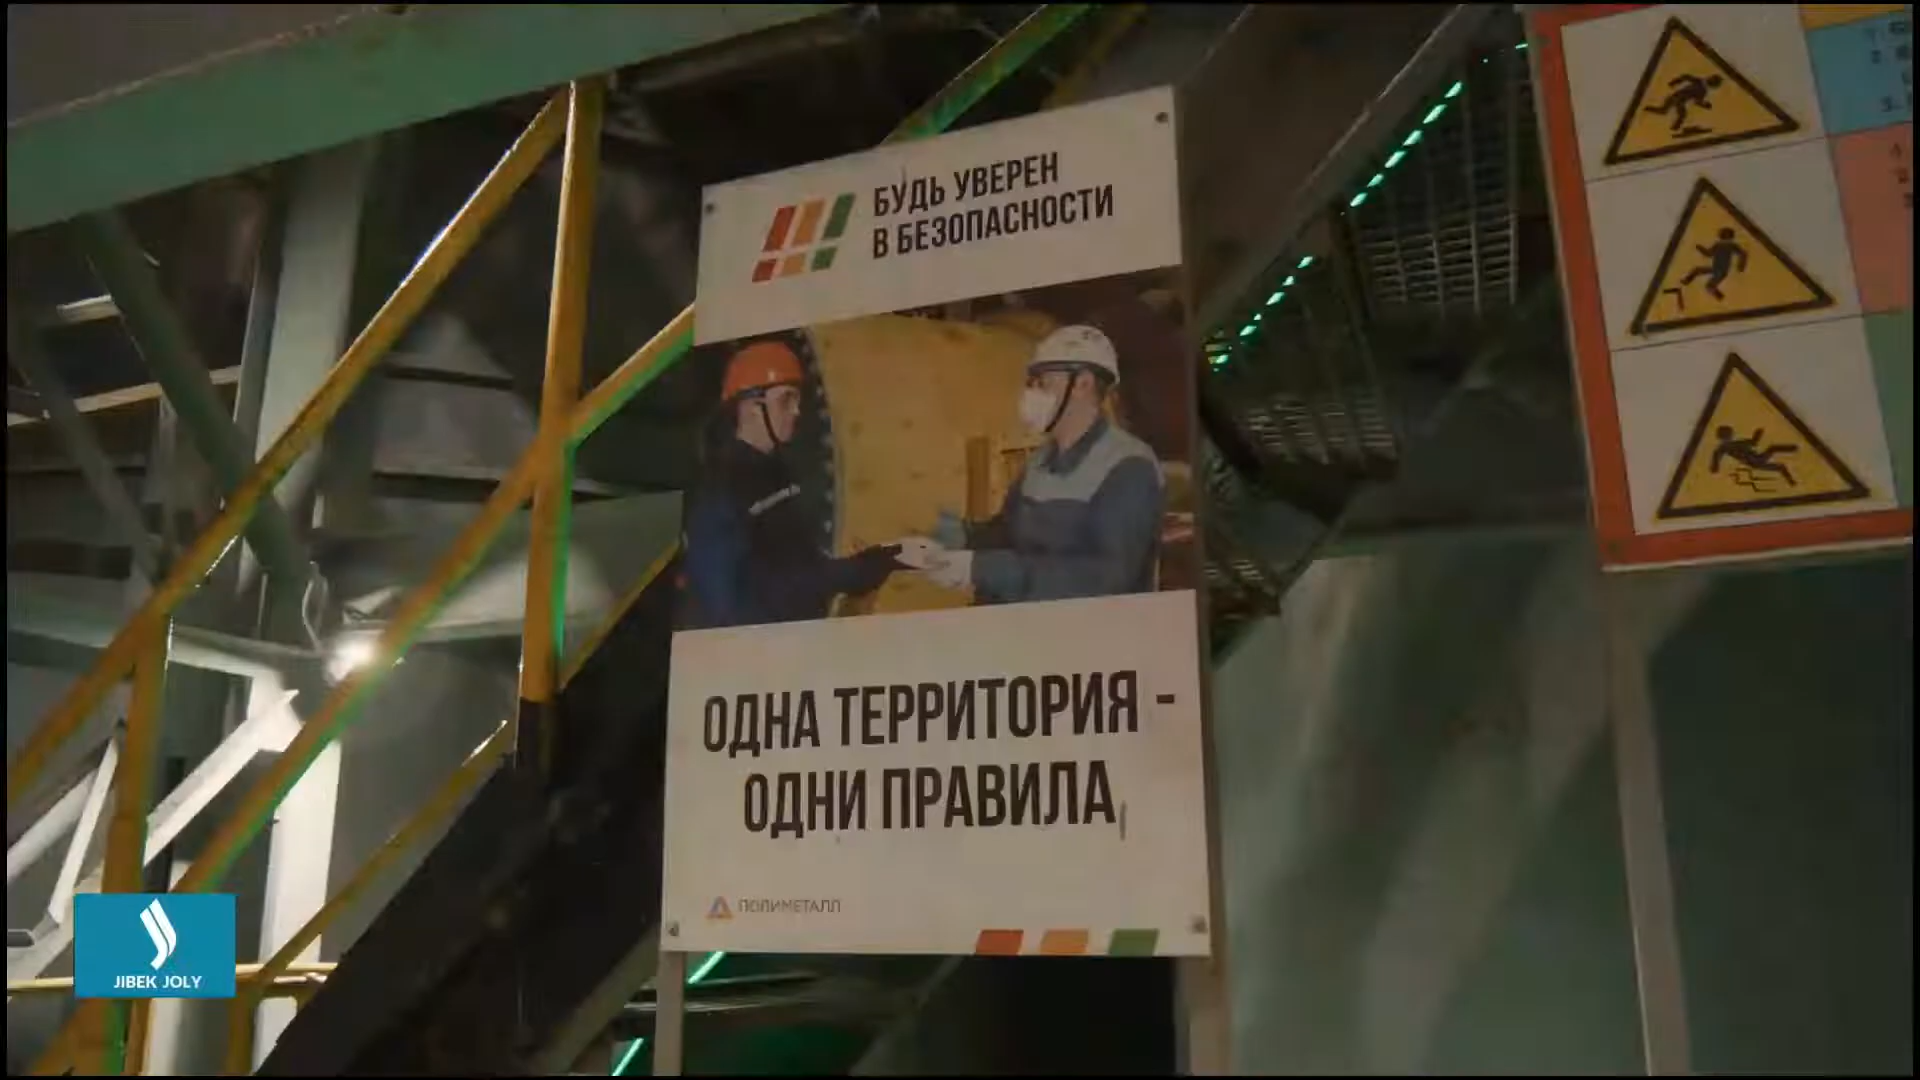 БУДЬ УВЕРЕН
В БЕЗОПАСНОСТИ
ОДНА ТЕРРИТОРИЯ -
ОДНИ ПРАВИЛА
ПОЛИМЕТАЛЛ
JIBEK JOLY